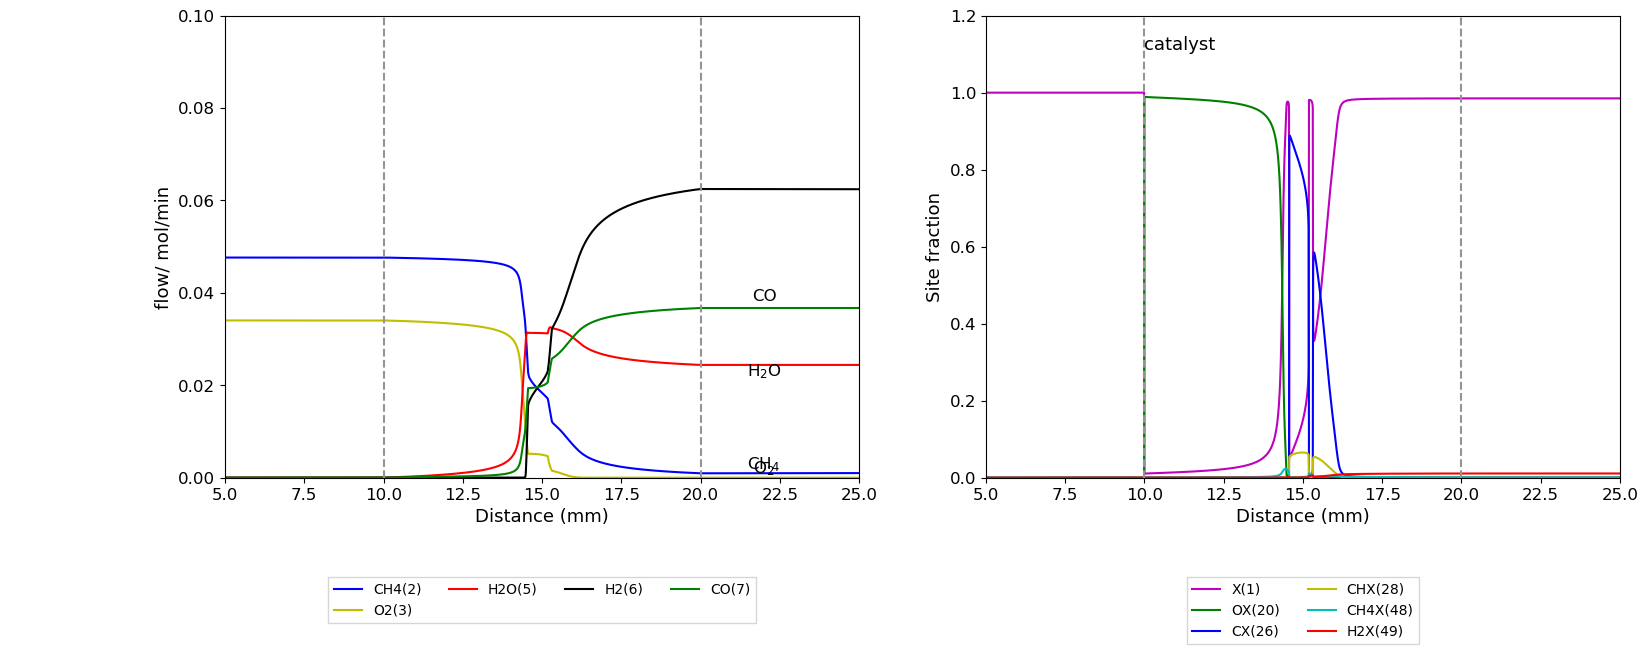 0.10
0.08
0.06
0.04
0.02
0.00
flow/ mol/min
CO
H₂O
CH₄
O₂
5.0 7.5 10.0 12.5 15.0 17.5 20.0 22.5 25.0
Distance (mm)
CH4(2) H2O(5) H2(6) CO(7)
O2(3)
1.2
1.0
0.8
0.6
0.4
0.2
0.0
Site fraction
catalyst
5.0 7.5 10.0 12.5 15.0 17.5 20.0 22.5 25.0
Distance (mm)
X(1) CHX(28)
OX(20) CH4X(48)
CX(26) H2X(49)